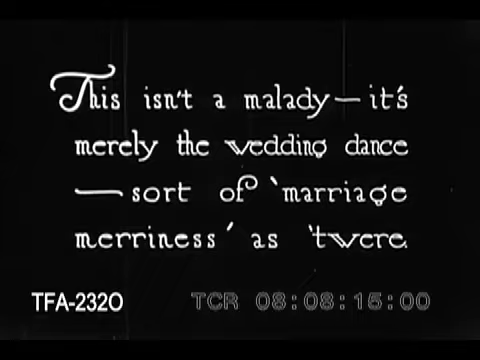 This isn't a malady—it's
merely the wedding dance
—sort of 'marriage
merriness' as 'twere.
TFA-232O TCR 08:08:15:00